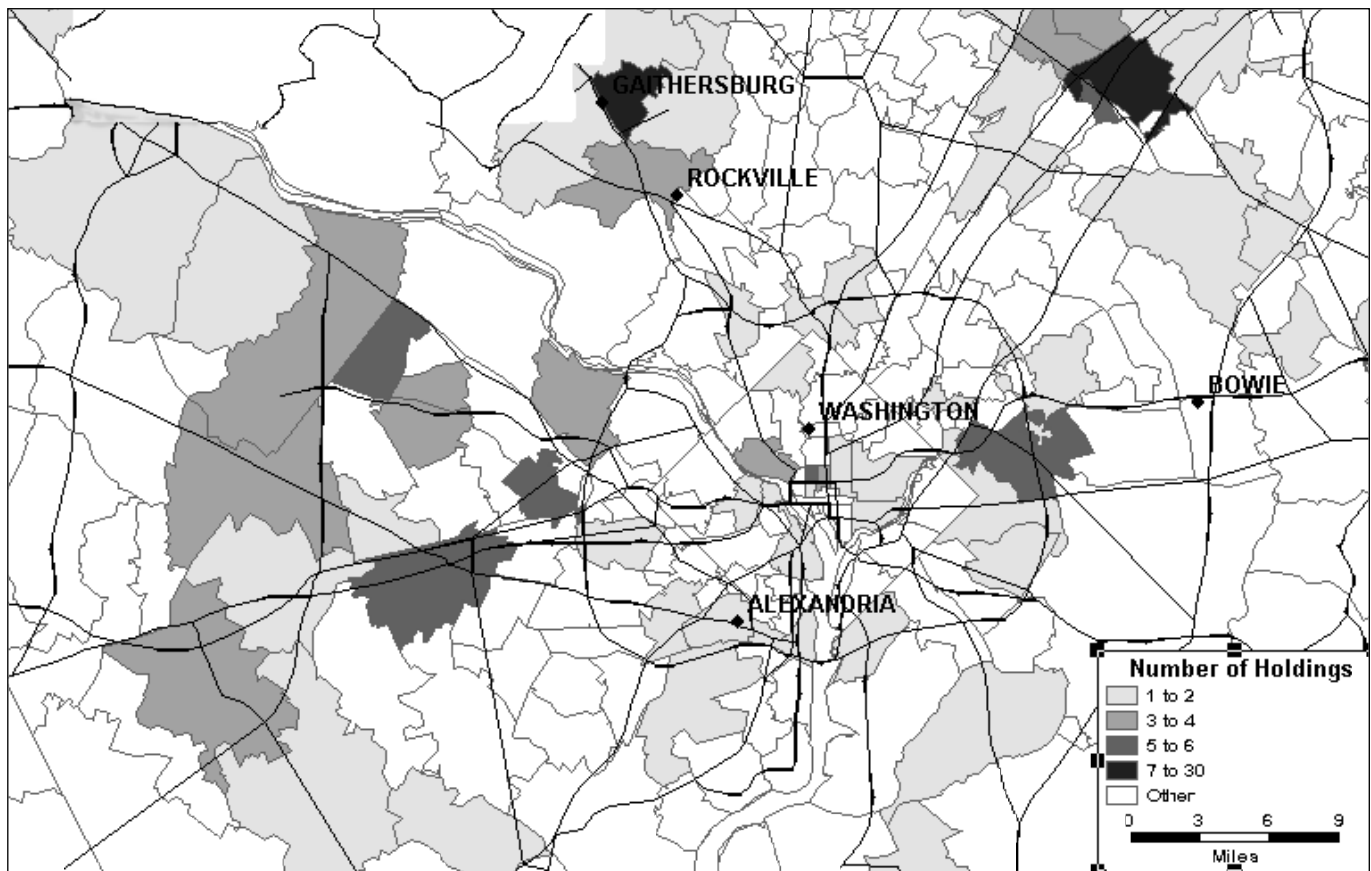 GAITHERSBURG
ROCKVILLE
BOWIE
WASHINGTON
ALEXANDRIA
Number of Holdings
1 to 2
3 to 4
5 to 6
7 to 30
Other
0 3 6 9
Miles